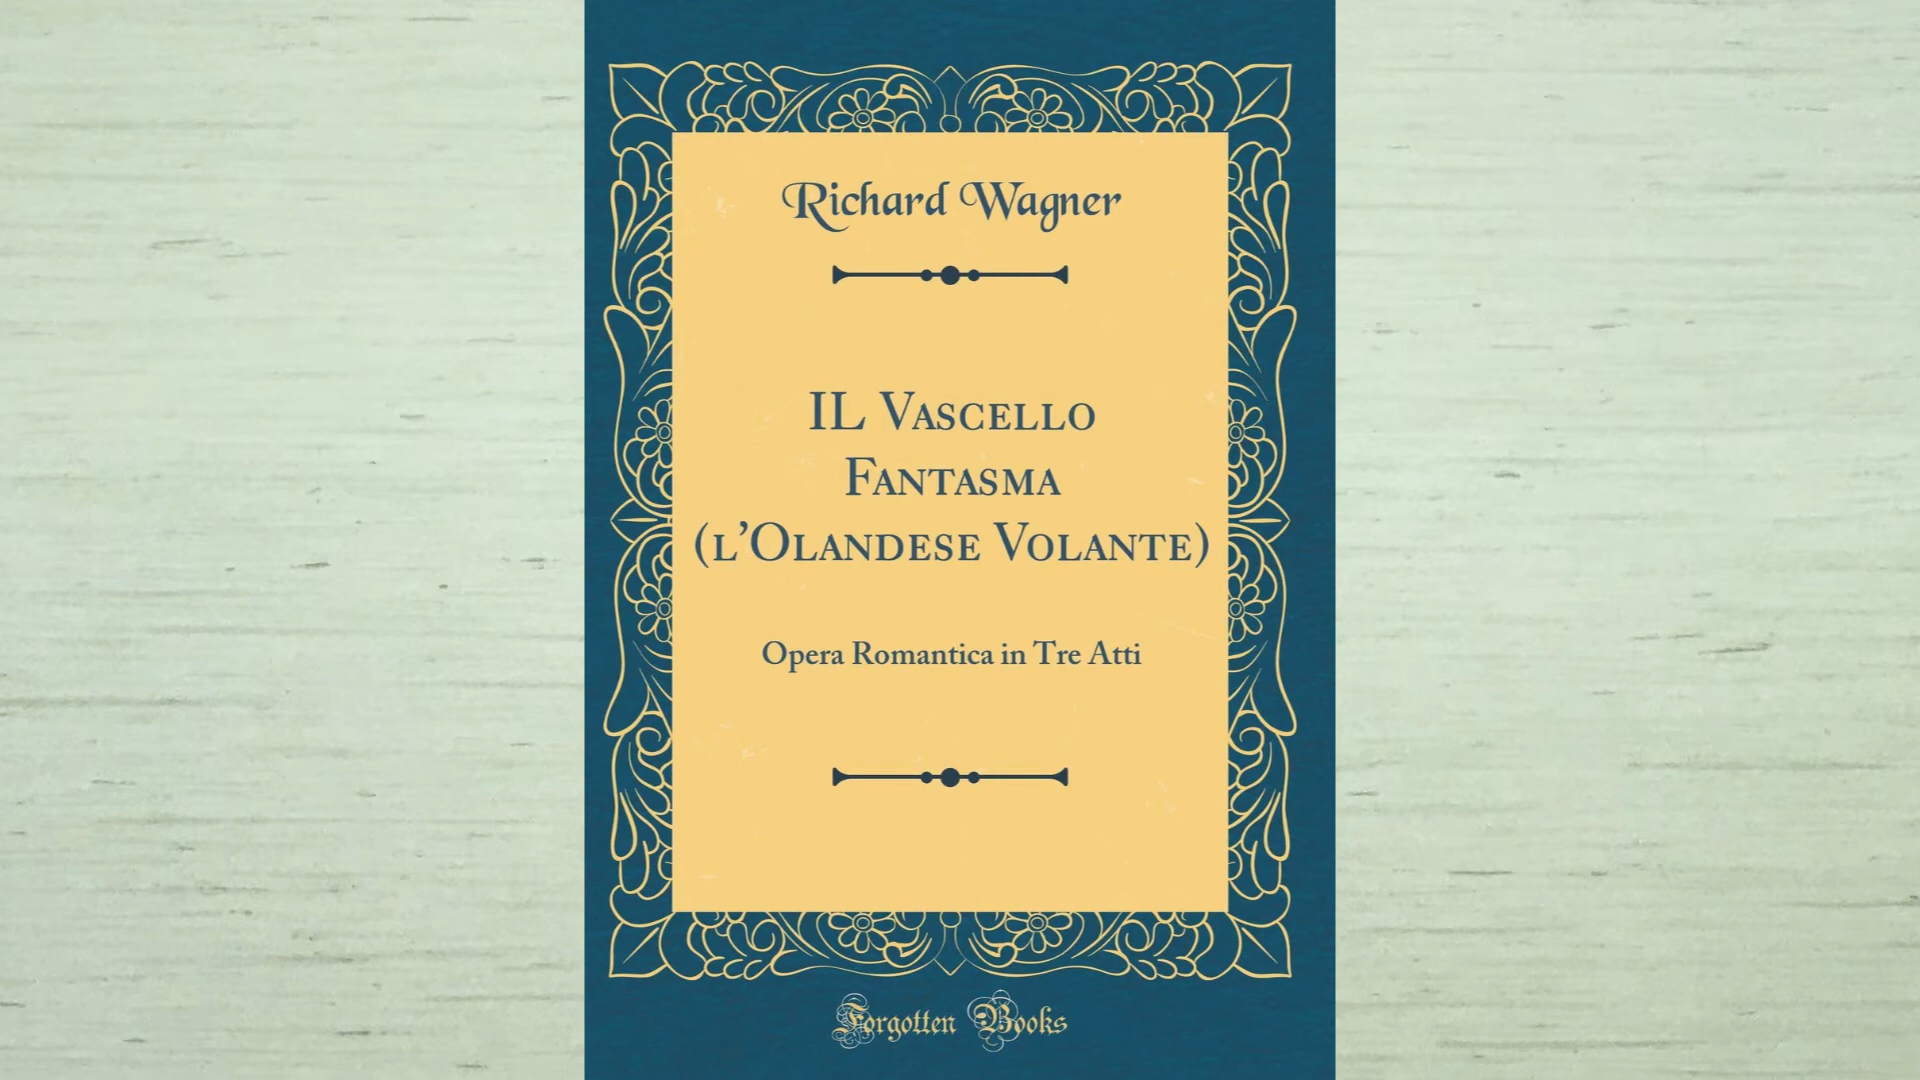 Richard Wagner
IL Vascello
Fantasma
(l'Olandese Volante)
Opera Romantica in Tre Atti
Forgotten Books